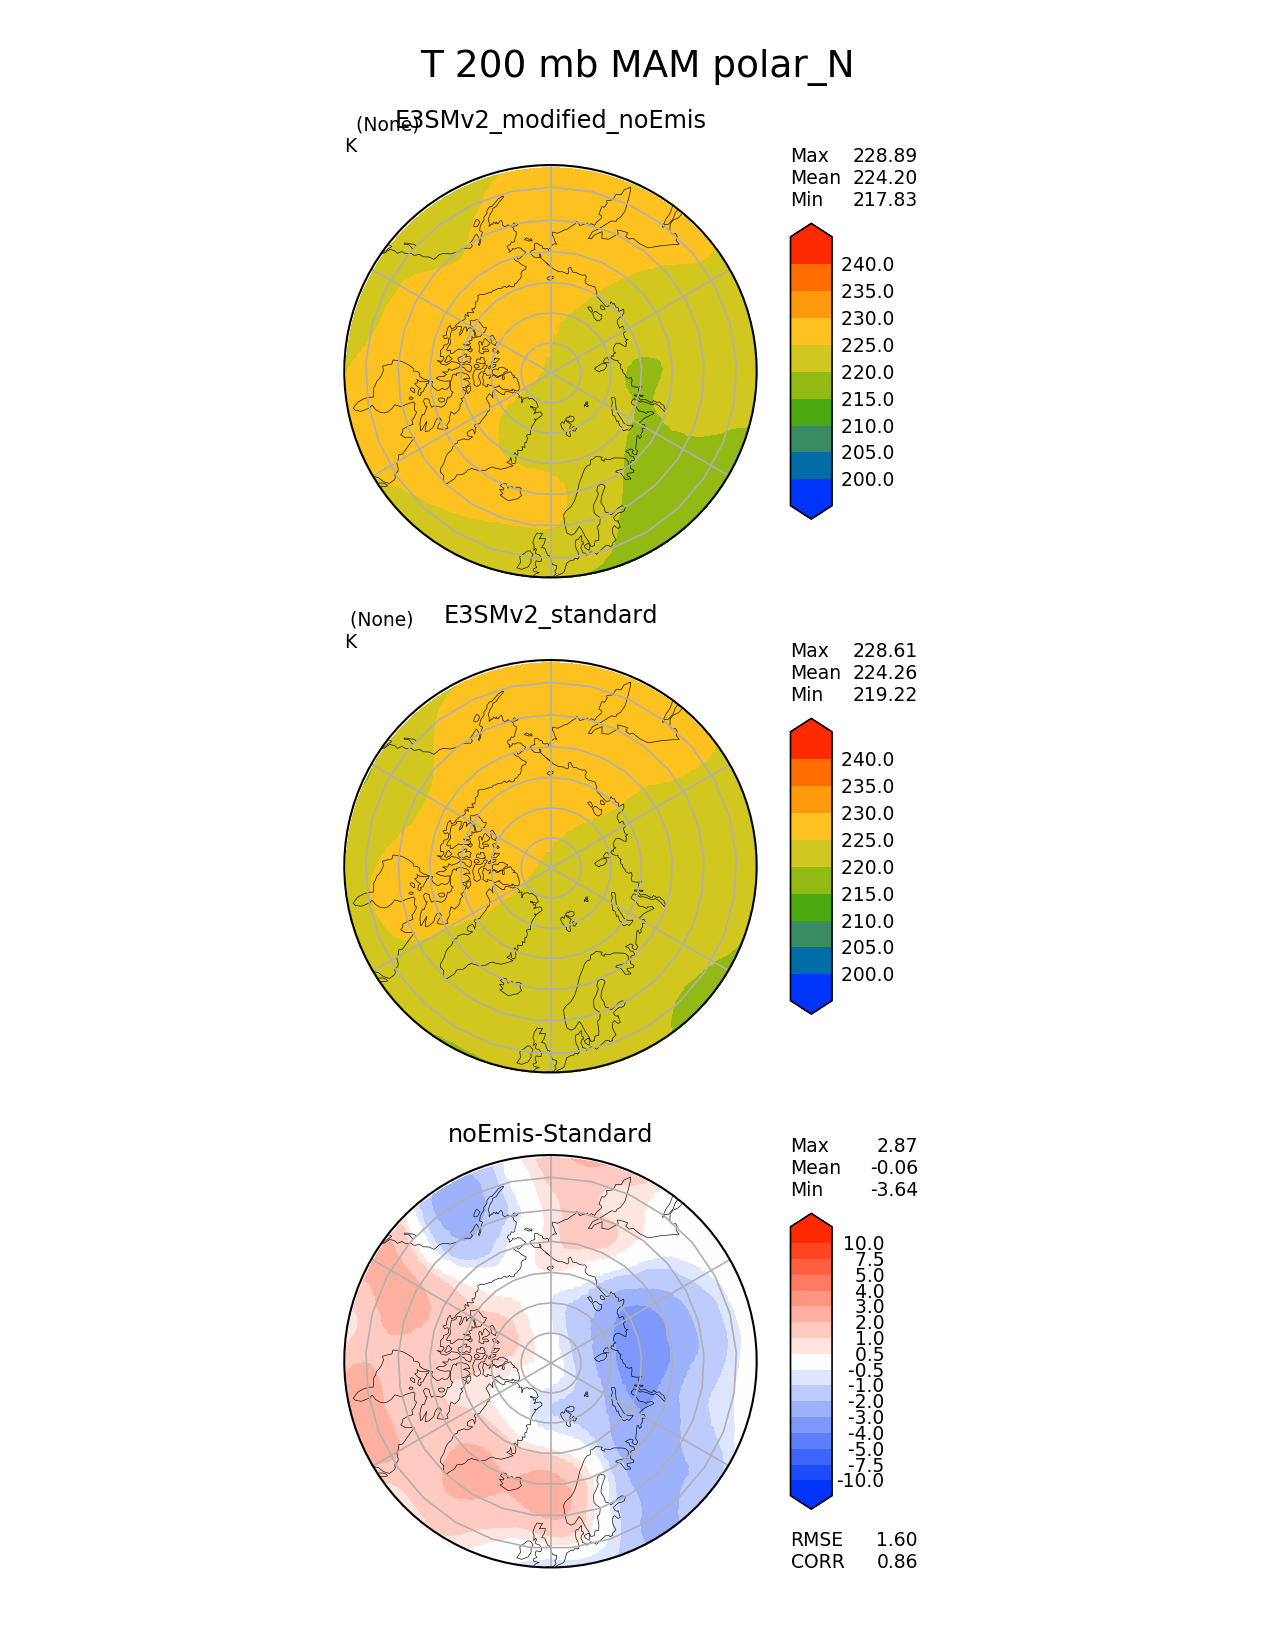 T 200 mb MAM polar_N
(None)
E3SMv2_modified_noEmis
K
Max 228.89
Mean 224.20
Min 217.83
240.0
235.0
230.0
225.0
220.0
215.0
210.0
205.0
200.0
(None)
E3SMv2_standard
K
Max 228.61
Mean 224.26
Min 219.22
240.0
235.0
230.0
225.0
220.0
215.0
210.0
205.0
200.0
noEmis-Standard
Max 2.87
Mean -0.06
Min -3.64
10.0
7.5
5.0
4.0
3.0
2.0
1.0
0.5
-0.5
-1.0
-2.0
-3.0
-4.0
-5.0
-7.5
-10.0
RMSE 1.60
CORR 0.86